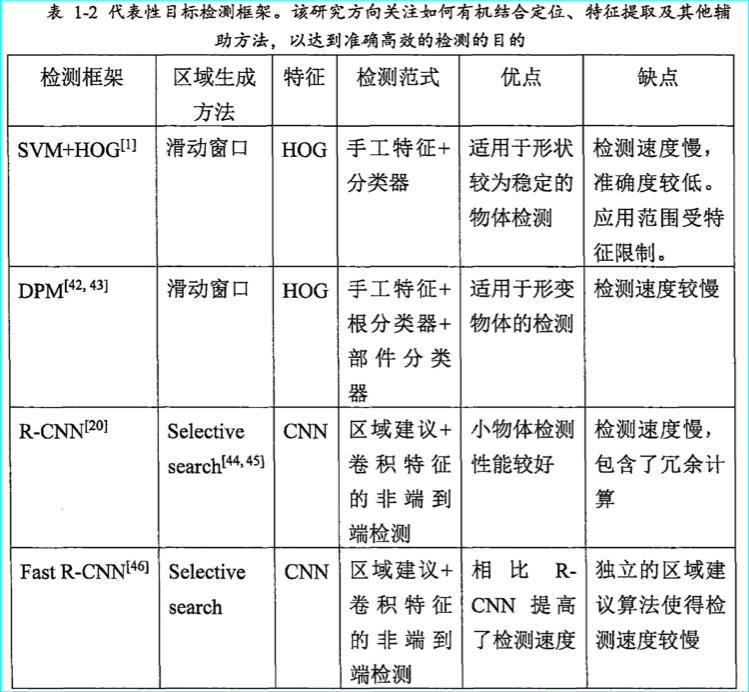 表 1-2 代表性目标检测框架。该研究方向关注如何有机结合定位、特征提取及其他辅
助方法，以达到准确高效的检测的目的
检测框架 区域生成方法 特征 检测范式 优点 缺点
SVM+HOG[1] 滑动窗口 HOG 手工特征+ 适用于形状 检测速度慢，
分类器 较为稳定的 准确度较低。
物体检测 应用范围受特
征限制。
DPM[42, 43] 滑动窗口 HOG 手工特征+ 适用于形变 检测速度较慢
根分类器+ 物体的检测
部件分类
器
R-CNN[20] Selective CNN 区域建议+ 小物体检测 检测速度慢，
search[44, 45] 卷积特征 性能较好 包含了冗余计
的非端到 算
端检测
Fast R-CNN[46] Selective CNN 区域建议+ 相比 R- 独立的区域建
search 卷积特征 CNN 提高 议算法使得检
的非端到 了检测速度 测速度较慢
端检测